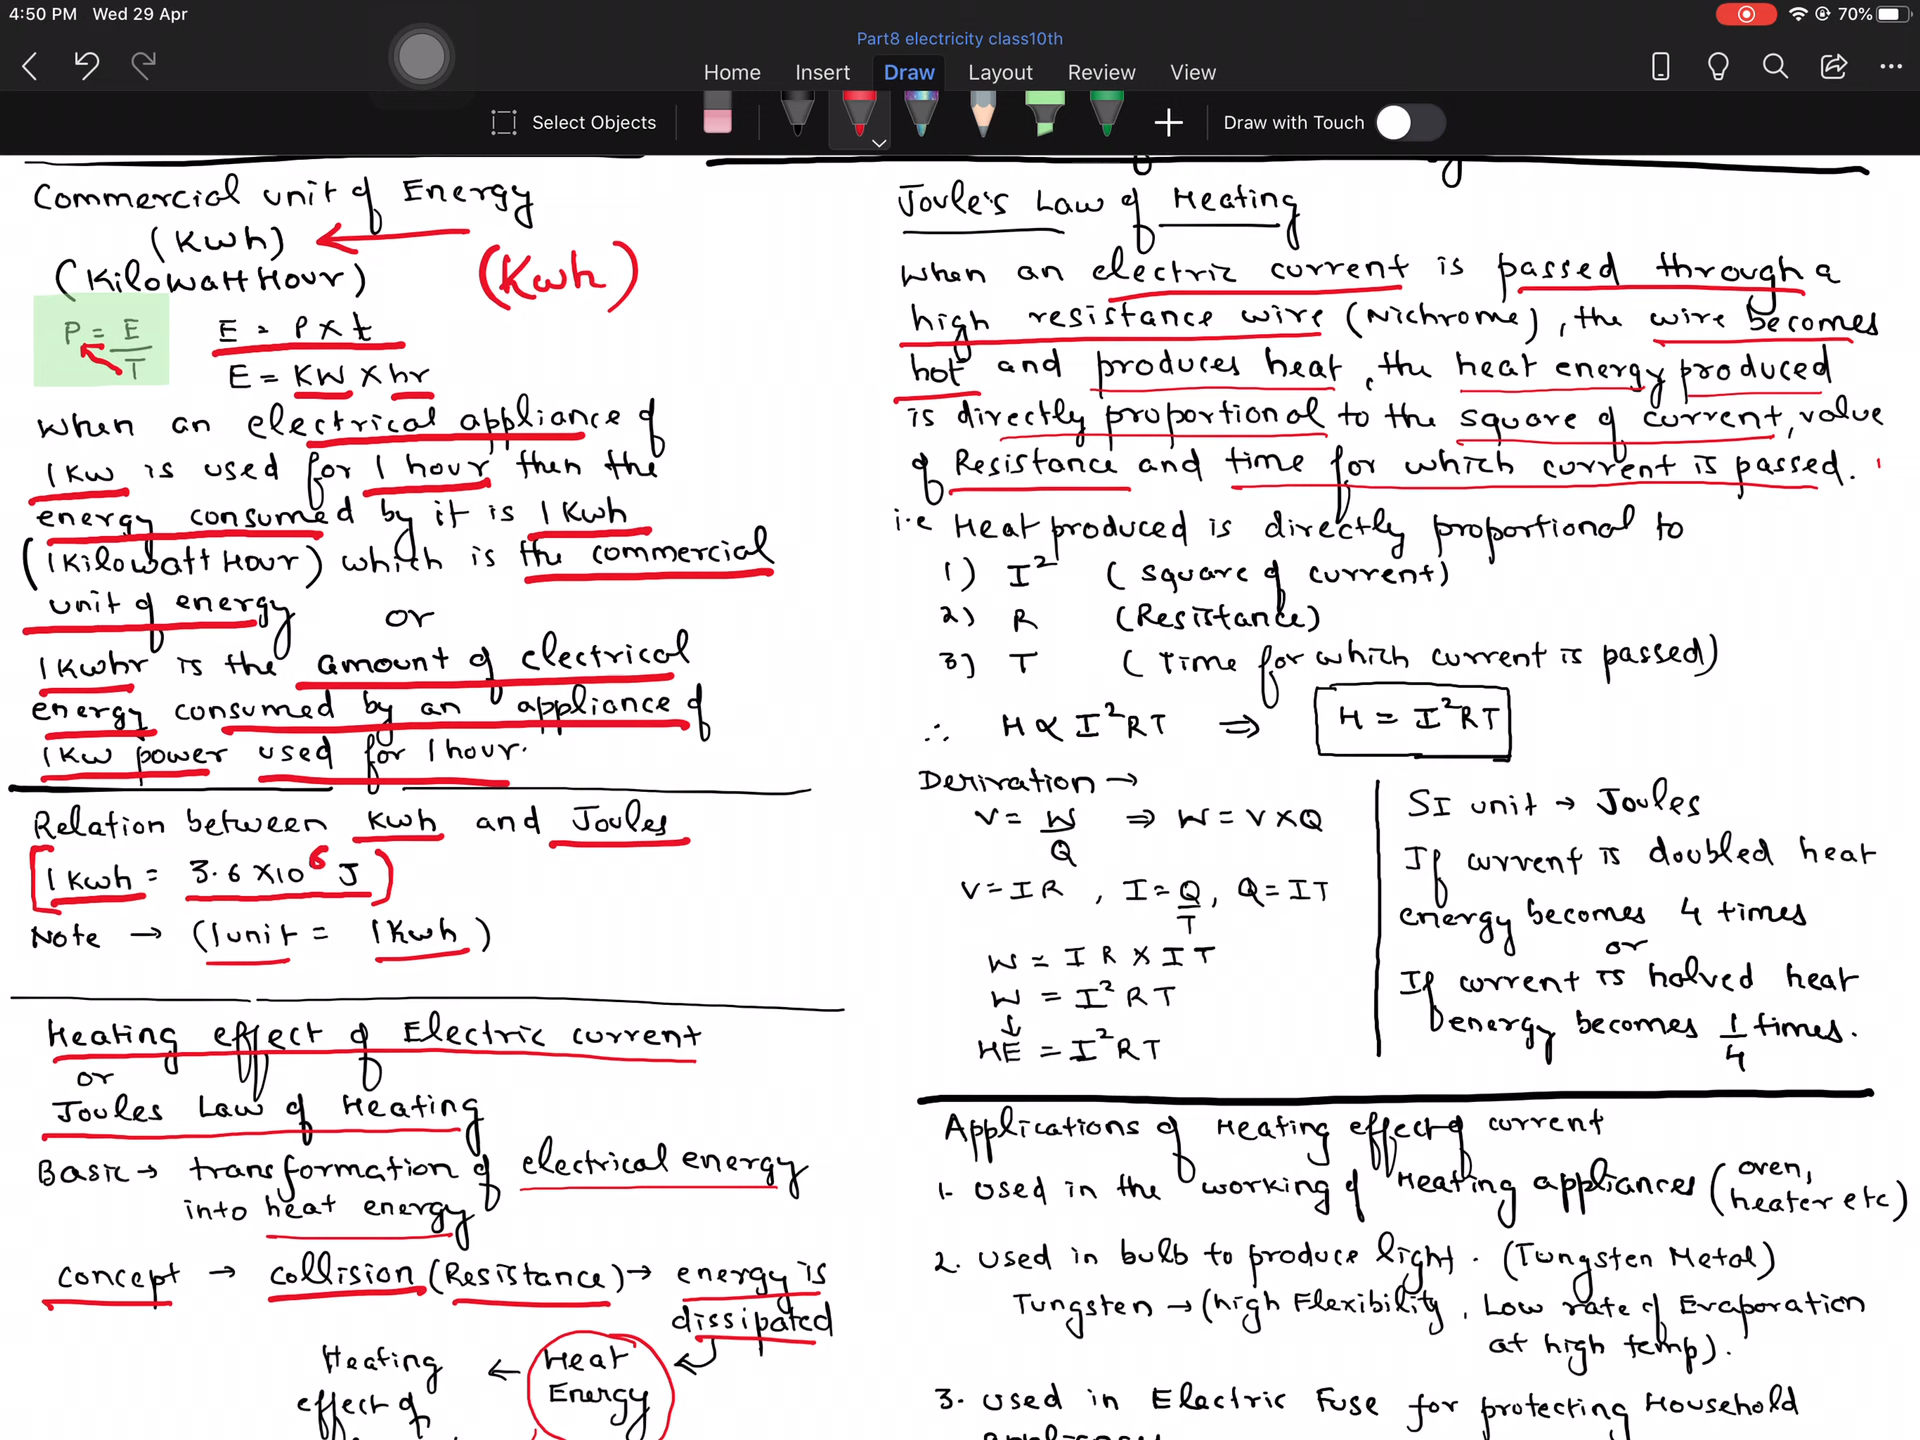 4:50 PM Wed 29 Apr
70%
Part8 electricity class10th
Home Insert Draw Layout Review View
Select Objects
Draw with Touch
Commercial unit of Energy
(Kwh)
(KilowattHour)
(Kwh)
P = E/T
E = P X t
E = KW X hr
When an electrical appliance of
1 KW is used for 1 hour then the
energy consumed by it is 1 Kwh
(1KilowattHour) which is the commercial
unit of energy or
1 Kwhr is the amount of electrical
energy consumed by an appliance of
1 KW power used for 1 hour.
Relation between Kwh and Joules
1 Kwh = 3.6 X10⁶ J
Note → (1unit = 1Kwh)
Heating effect of Electric current
or
Joules Law of Heating
Basic → transformation of electrical energy
into heat energy
concept → collision (Resistance) → energy is
dissipated
Heating ← Heat
Energy
effect of
Joule's Law of Heating
When an electric current is passed through a
high resistance wire (Nichrome), the wire becomes
hot and produces heat, the heat energy produced
is directly proportional to the square of current, value
of Resistance and time for which current is passed.
i.e Heat produced is directly proportional to
1) I² (square of current)
2) R (Resistance)
3) T (Time for which current is passed)
∴ H ∝ I²RT ⇒ H = I²RT
Derivation →
V = W/Q ⇒ W = V X Q
V = IR, I = Q/T, Q = IT
W = I R X I T
W = I² R T
↓
HE = I² R T
SI unit → Joules
If current is doubled heat
energy becomes 4 times
or
If current is halved heat
energy becomes 1/4 times.
Applications of Heating effect of current
1. Used in the working of Heating appliances (oven,
heater etc)
2. Used in bulb to produce light. (Tungsten Metal)
Tungsten → (high Flexibility, Low rate of Evaporation
at high temp).
3. used in Electric Fuse for protecting Household